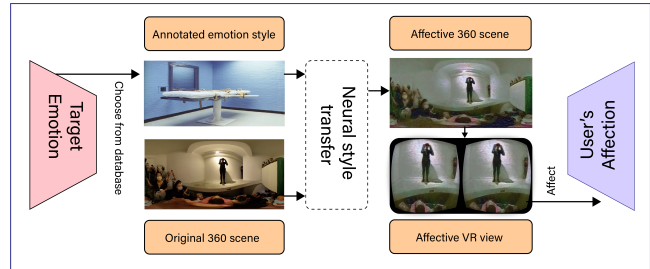 Annotated emotion style
Affective 360 scene
Target
Emotion
Choose from database
Neural style
transfer
User's
Affection
Affect
Original 360 scene
Affective VR view